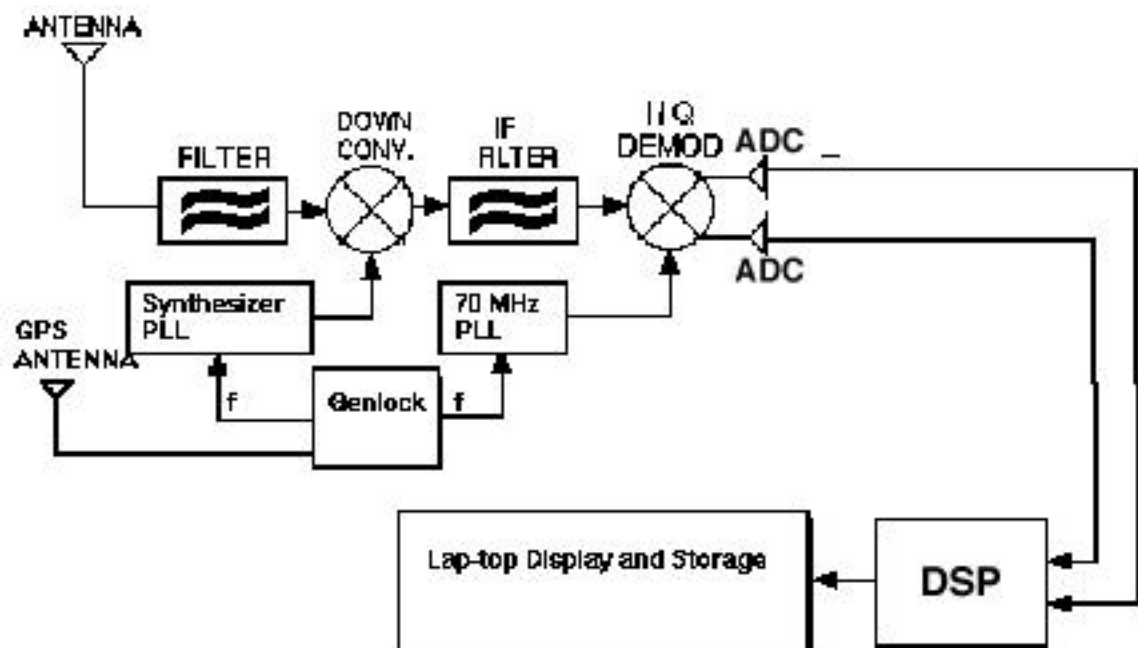 ANTENNA
FILTER
DOWN
CONV.
IF
FILTER
I / Q
DEMOD
ADC
ADC
Synthesizer
PLL
70 MHz
PLL
GPS
ANTENNA
f
Genlock
f
Lap-top Display and Storage
DSP